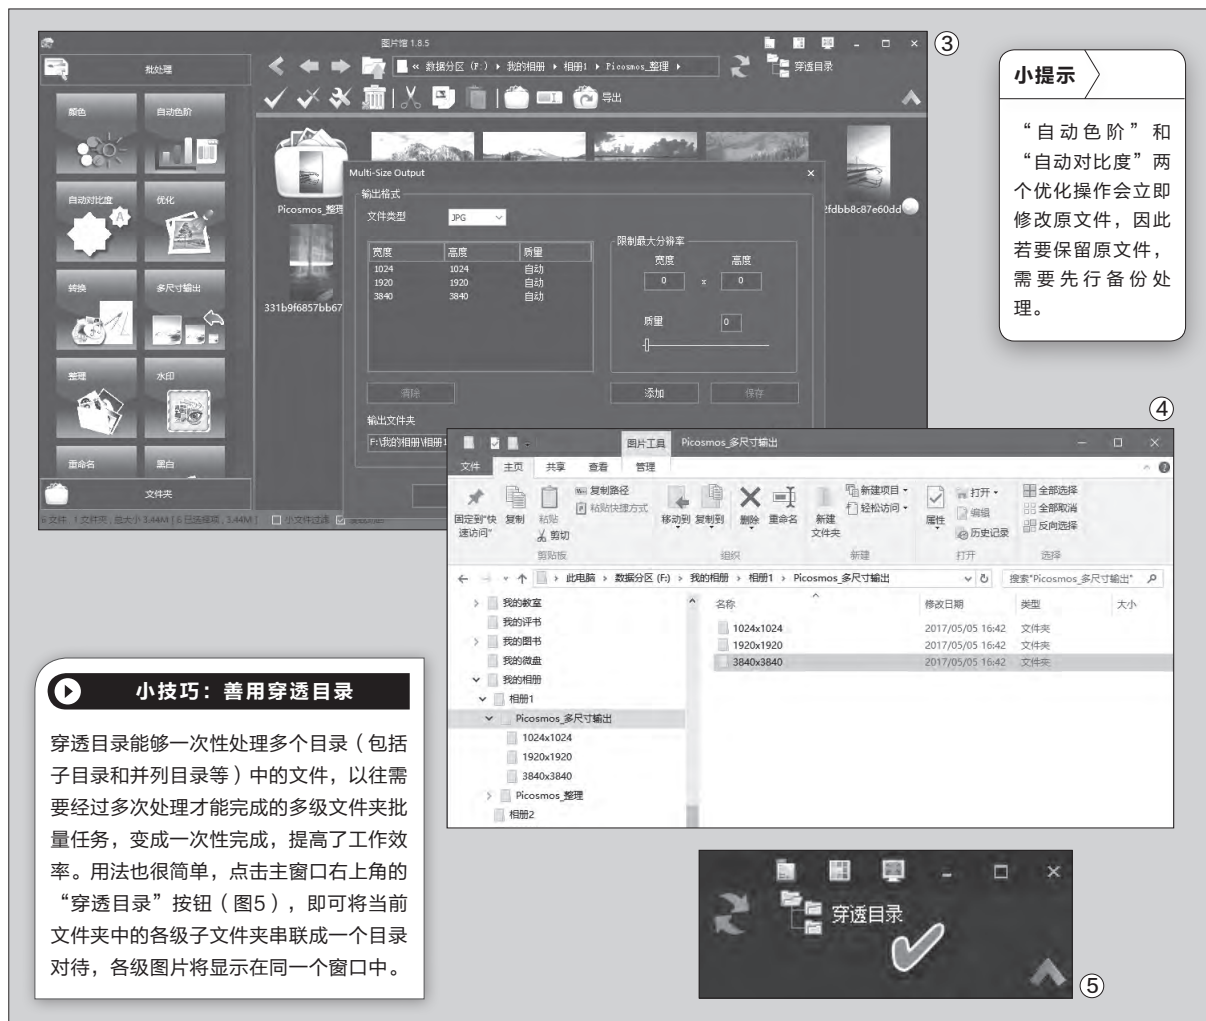 图片馆 1.8.5
③
批处理
« 数据分区 (F:) ▸ 我的相册 ▸ 相册1 ▸ Picosmos_整理 ▸
穿透目录
导出
颜色
自动色阶
自动对比度
优化
转换
多尺寸输出
整理
水印
重命名
黑白
文件夹
Picosmos_整理
331b9f6857bb67
2fdbb8c87e60dd
Multi-Size Output
输出格式
文件类型
JPG
宽度 高度 质量
1024 1024 自动
1920 1920 自动
3840 3840 自动
限制最大分辨率
宽度 高度
0 x 0
质量 0
清除
添加
保存
输出文件夹
F:\我的相册\相册1
6 文件, 1 文件夹, 总大小 3.44M [ 6 已选择项, 3.44M ]
小文件过滤
小提示
“自动色阶”和
“自动对比度”两
个优化操作会立即
修改原文件，因此
若要保留原文件，
需要先行备份处
理。
④
图片工具 Picosmos_多尺寸输出
文件 主页 共享 查看 管理
固定到“快
速访问”
复制
粘贴
复制路径
粘贴快捷方式
剪切
移动到 复制到 删除 重命名
新建
文件夹
新建项目
轻松访问
属性
打开
编辑
历史记录
全部选择
全部取消
反向选择
剪贴板 组织 新建 打开 选择
此电脑 > 数据分区 (F:) > 我的相册 > 相册1 > Picosmos_多尺寸输出
搜索"Picosmos_多尺寸输出"
我的教室
我的评书
我的图书
我的微盘
我的相册
相册1
Picosmos_多尺寸输出
1024x1024
1920x1920
3840x3840
Picosmos_整理
相册2
名称 修改日期 类型 大小
1024x1024 2017/05/05 16:42 文件夹
1920x1920 2017/05/05 16:42 文件夹
3840x3840 2017/05/05 16:42 文件夹
小技巧：善用穿透目录
穿透目录能够一次性处理多个目录（包括
子目录和并列目录等）中的文件，以往需
要经过多次处理才能完成的多级文件夹批
量任务，变成一次性完成，提高了工作效
率。用法也很简单，点击主窗口右上角的
“穿透目录”按钮（图5），即可将当前
文件夹中的各级子文件夹串联成一个目录
对待，各级图片将显示在同一个窗口中。
穿透目录
⑤